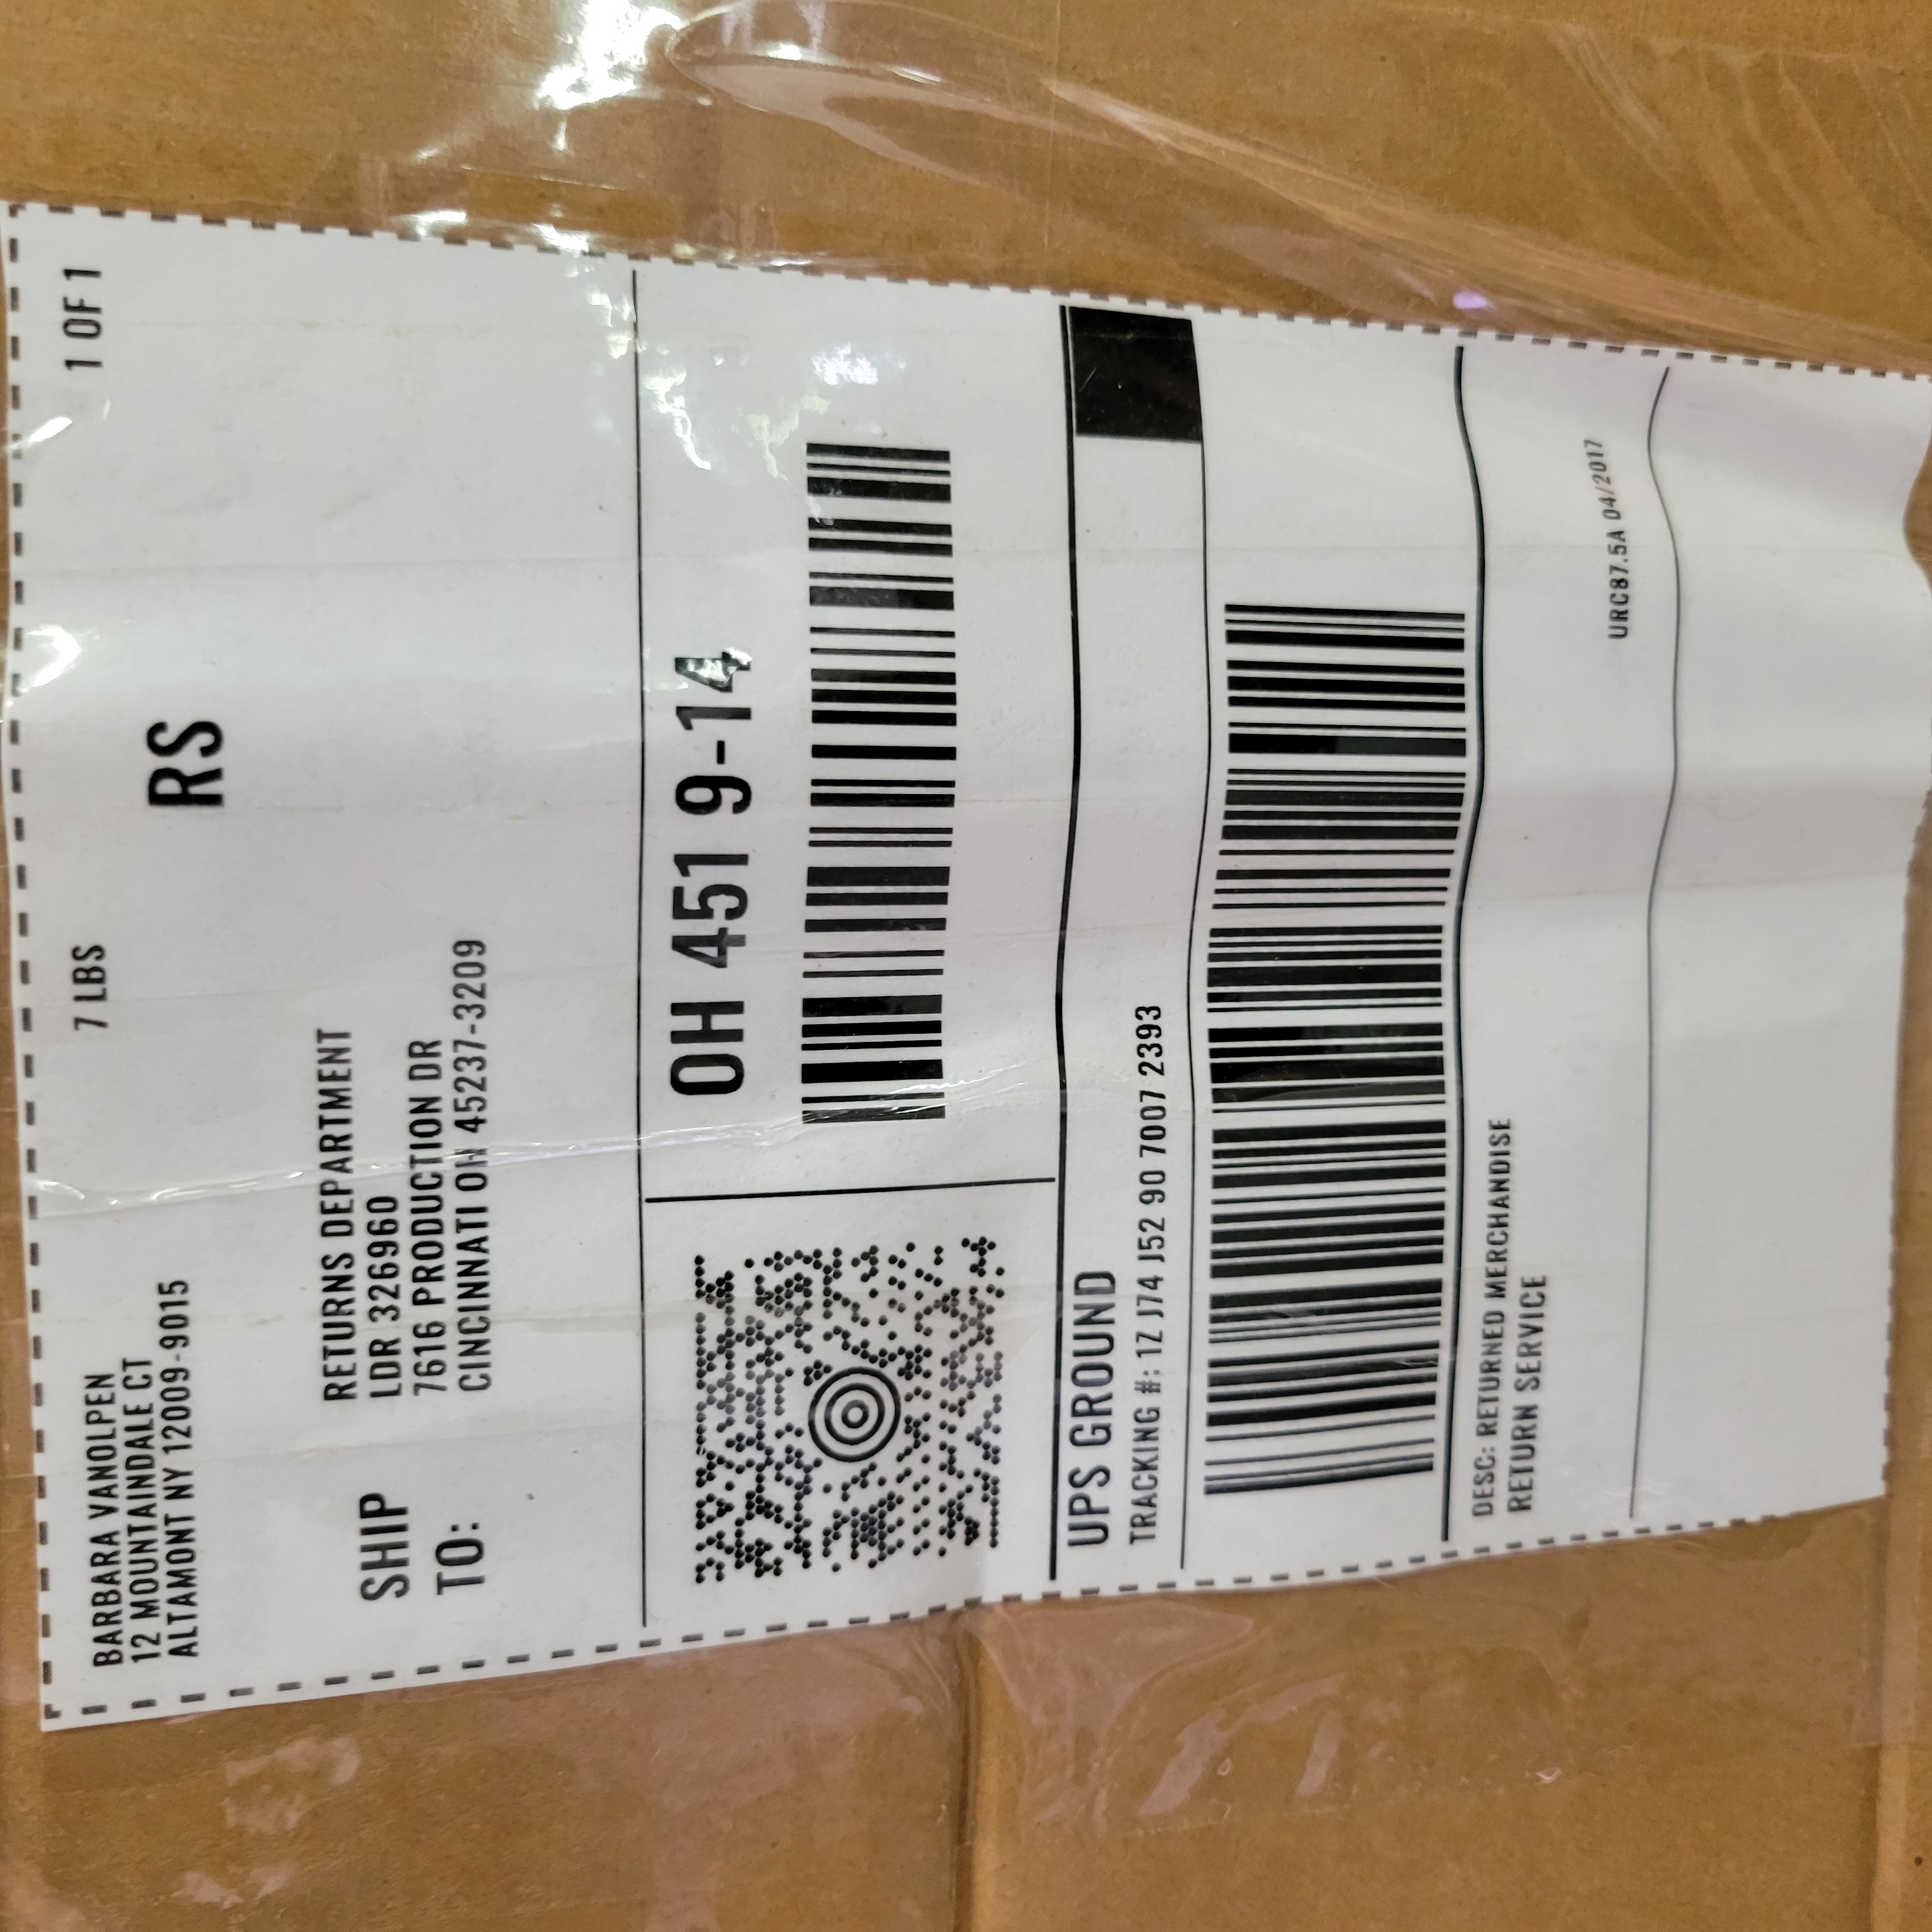 BARBARA VANOLPEN
12 MOUNTAINDALE CT
ALTAMONT NY 12009-9015
7 LBS
1 OF 1
RS
SHIP
TO:
RETURNS DEPARTMENT
LDR 326960
7616 PRODUCTION DR
CINCINNATI OH 45237-3209
OH 451 9-14
UPS GROUND
TRACKING #: 1Z J74 J52 90 7007 2393
DESC: RETURNED MERCHANDISE
RETURN SERVICE
URC87.5A 04/2017